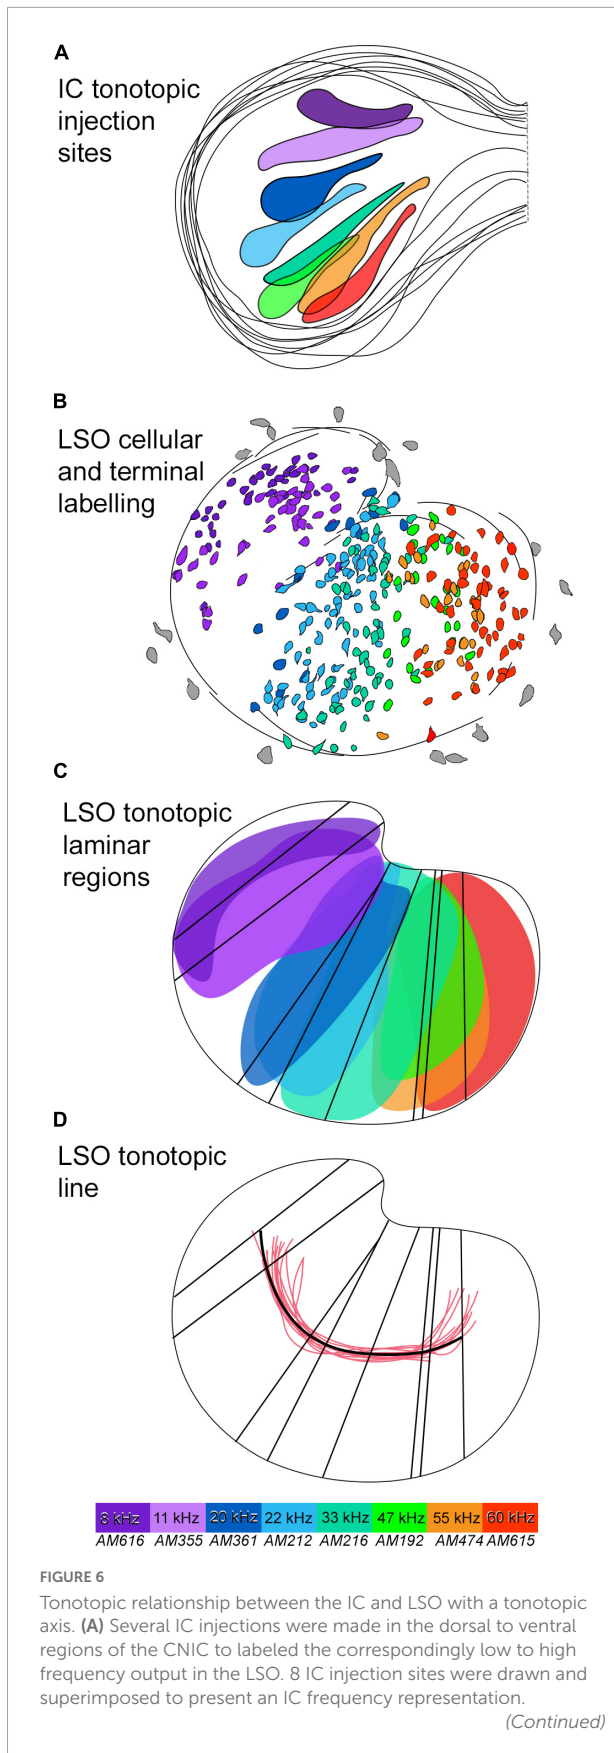 A
IC tonotopic
injection
sites
B
LSO cellular
and terminal
labelling
C
LSO tonotopic
laminar
regions
D
LSO tonotopic
line
8 kHz 11 kHz 20 kHz 22 kHz 33 kHz 47 kHz 55 kHz 60 kHz
AM616 AM355 AM361 AM212 AM216 AM192 AM474 AM615
FIGURE 6
Tonotopic relationship between the IC and LSO with a tonotopic
axis. (A) Several IC injections were made in the dorsal to ventral
regions of the CNIC to labeled the correspondingly low to high
frequency output in the LSO. 8 IC injection sites were drawn and
superimposed to present an IC frequency representation.
(Continued)